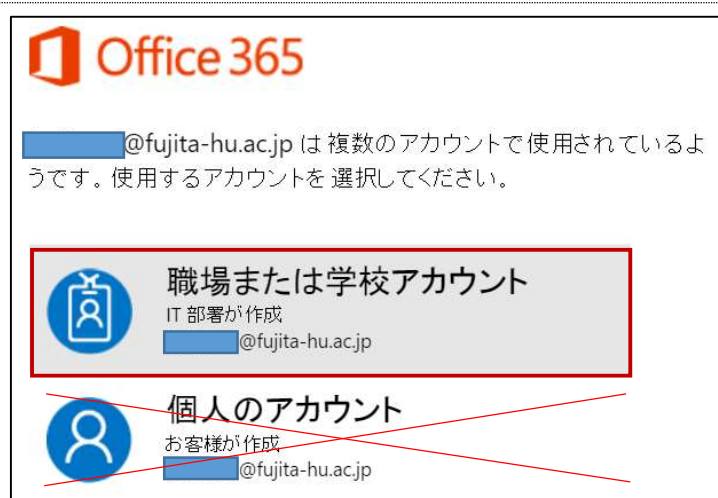 Office 365
@fujita-hu.ac.jp は複数のアカウントで使用されているよ
うです。使用するアカウントを選択してください。
職場または学校アカウント
IT 部署が作成
@fujita-hu.ac.jp
個人のアカウント
お客様が作成
@fujita-hu.ac.jp